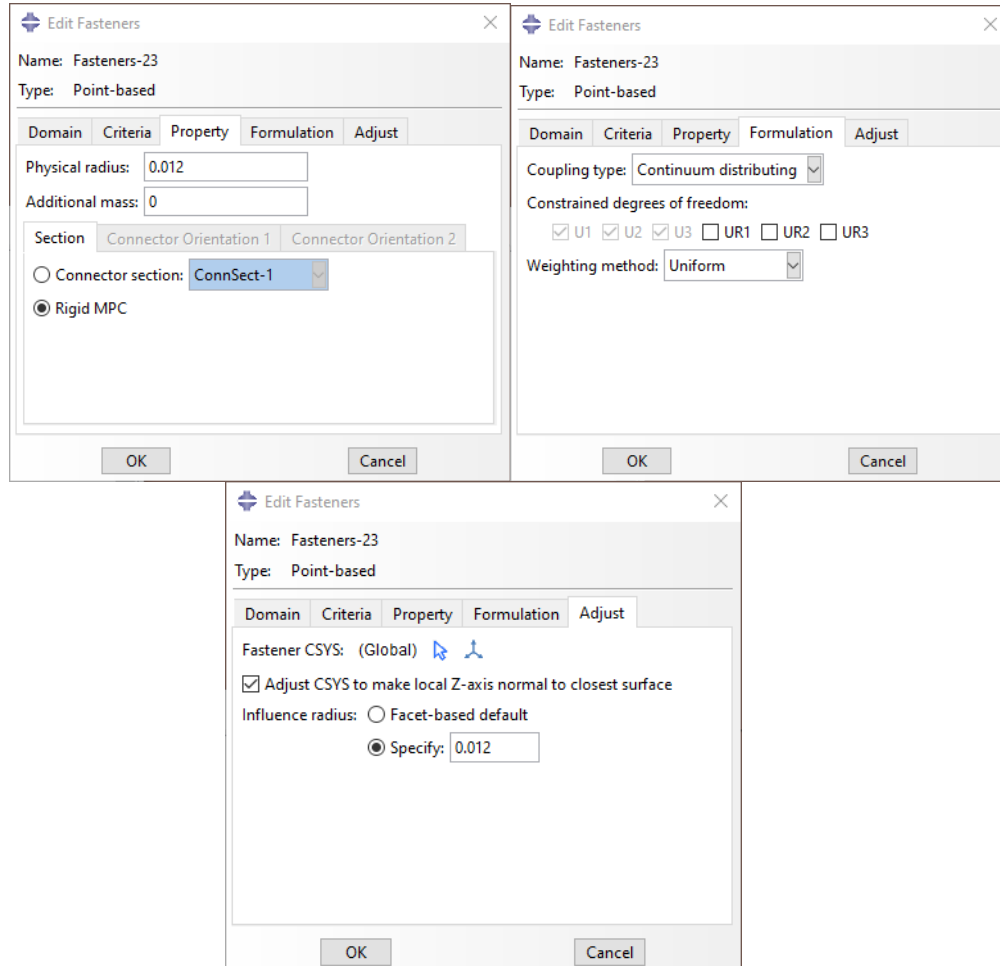 Edit Fasteners
Name: Fasteners-23
Type: Point-based
Domain Criteria Property Formulation Adjust
Physical radius: 0.012
Additional mass: 0
Section Connector Orientation 1 Connector Orientation 2
Connector section: ConnSect-1
Rigid MPC
OK Cancel
Edit Fasteners
Name: Fasteners-23
Type: Point-based
Domain Criteria Property Formulation Adjust
Coupling type: Continuum distributing
Constrained degrees of freedom:
U1 U2 U3 UR1 UR2 UR3
Weighting method: Uniform
OK Cancel
Edit Fasteners
Name: Fasteners-23
Type: Point-based
Domain Criteria Property Formulation Adjust
Fastener CSYS: (Global)
Adjust CSYS to make local Z-axis normal to closest surface
Influence radius: Facet-based default
Specify: 0.012
OK Cancel